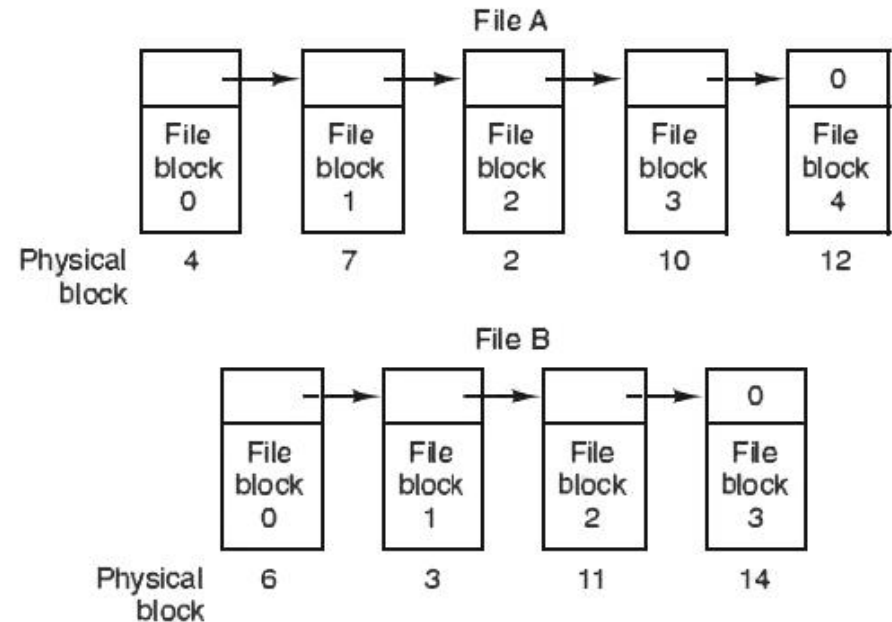 File A
0
File block 0
File block 1
File block 2
File block 3
File block 4
Physical block
4 7 2 10 12
File B
0
File block 0
File block 1
File block 2
File block 3
Physical block
6 3 11 14